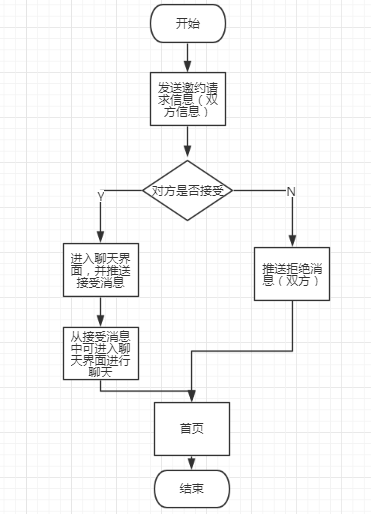 开始
发送邀约请
求信息（双
方信息）
对方是否接受
Y
N
进入聊天界
面，并推送
接受消息
推送拒绝消
息（双方）
从接受消息
中可进入聊
天界面进行
聊天
首页
结束